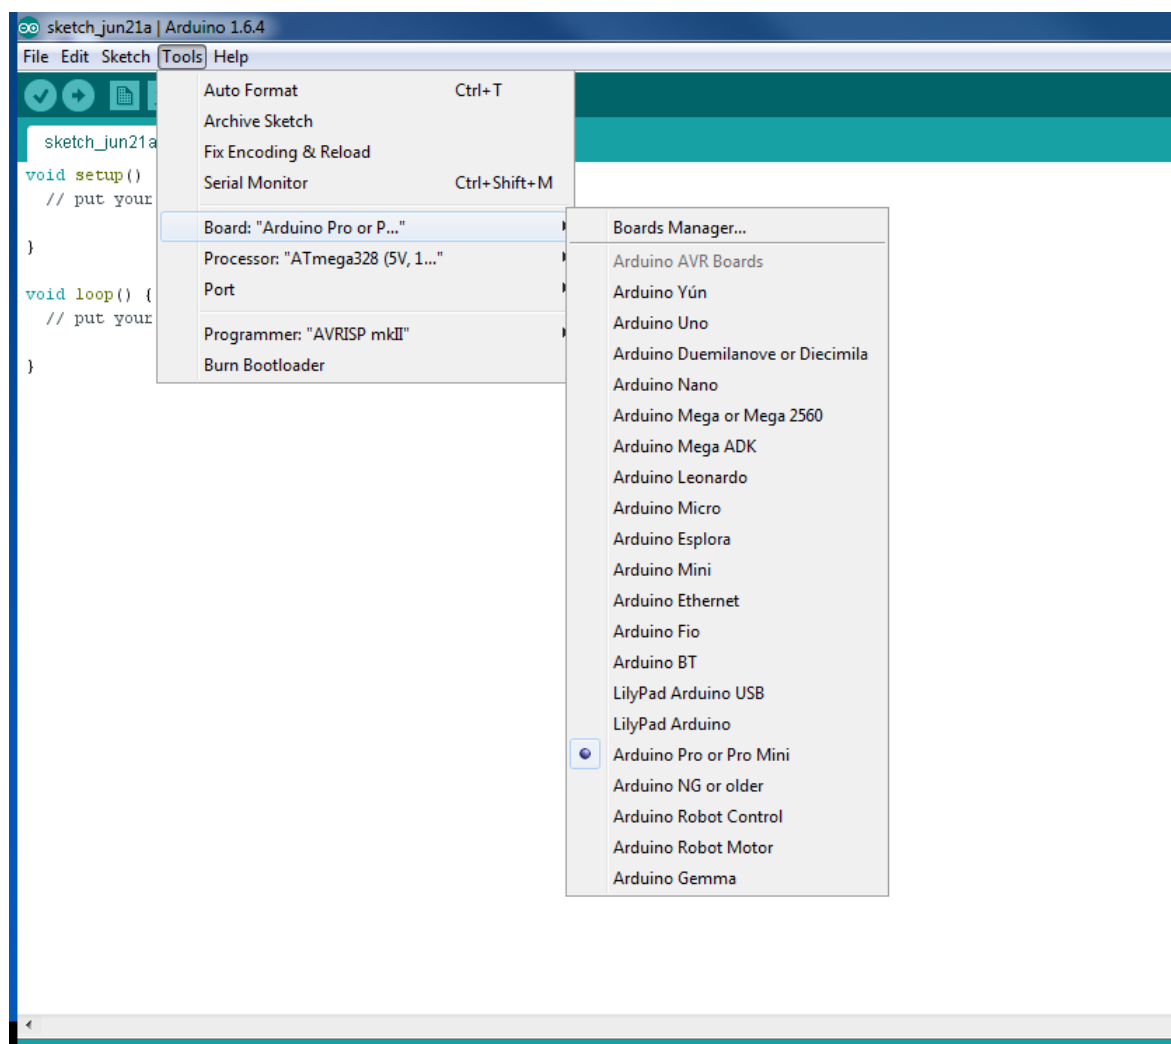 sketch_jun21a | Arduino 1.6.4
File Edit Sketch Tools Help
sketch_jun21a
void setup()
// put your
}
void loop() {
// put your
}
Auto Format Ctrl+T
Archive Sketch
Fix Encoding & Reload
Serial Monitor Ctrl+Shift+M
Board: "Arduino Pro or P..."
Processor: "ATmega328 (5V, 1..."
Port
Programmer: "AVRISP mkII"
Burn Bootloader
Boards Manager...
Arduino AVR Boards
Arduino Yún
Arduino Uno
Arduino Duemilanove or Diecimila
Arduino Nano
Arduino Mega or Mega 2560
Arduino Mega ADK
Arduino Leonardo
Arduino Micro
Arduino Esplora
Arduino Mini
Arduino Ethernet
Arduino Fio
Arduino BT
LilyPad Arduino USB
LilyPad Arduino
Arduino Pro or Pro Mini
Arduino NG or older
Arduino Robot Control
Arduino Robot Motor
Arduino Gemma